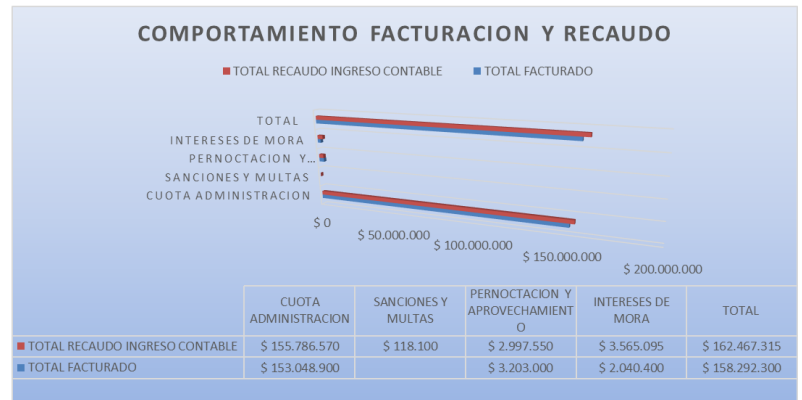 COMPORTAMIENTO FACTURACION Y RECAUDO
TOTAL RECAUDO INGRESO CONTABLE TOTAL FACTURADO
TOTAL
INTERESES DE MORA
PERNOCTACION Y...
SANCIONES Y MULTAS
CUOTA ADMINISTRACION
$ 0
$ 50.000.000
$ 100.000.000
$ 150.000.000
$ 200.000.000
CUOTA ADMINISTRACION SANCIONES Y MULTAS PERNOCTACION Y APROVECHAMIENTO INTERESES DE MORA TOTAL
TOTAL RECAUDO INGRESO CONTABLE $ 155.786.570 $ 118.100 $ 2.997.550 $ 3.565.095 $ 162.467.315
TOTAL FACTURADO $ 153.048.900 $ 3.203.000 $ 2.040.400 $ 158.292.300